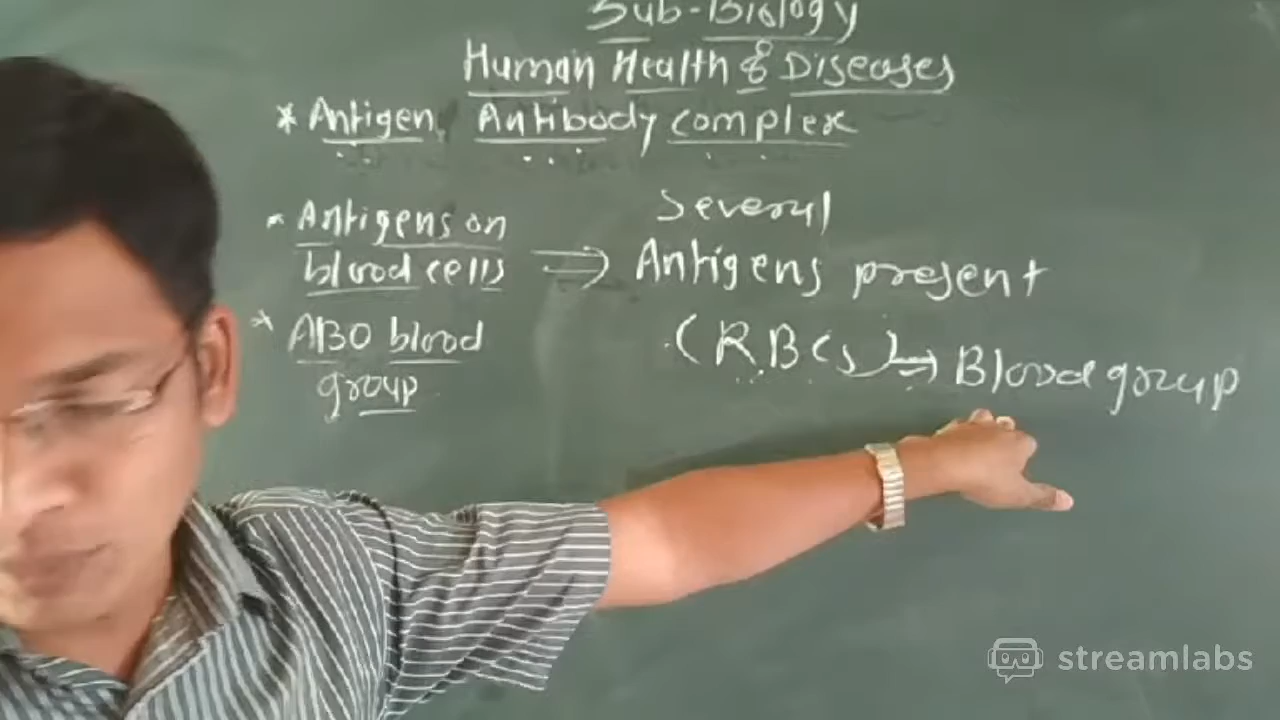 Sub-Biology
Human Health & Diseases
* Antigen, Antibody complex
* Antigens on
blood cells ⇒
Several
Antigens present
(RBCs) ↳ Blood group
* ABO blood
group
streamlabs